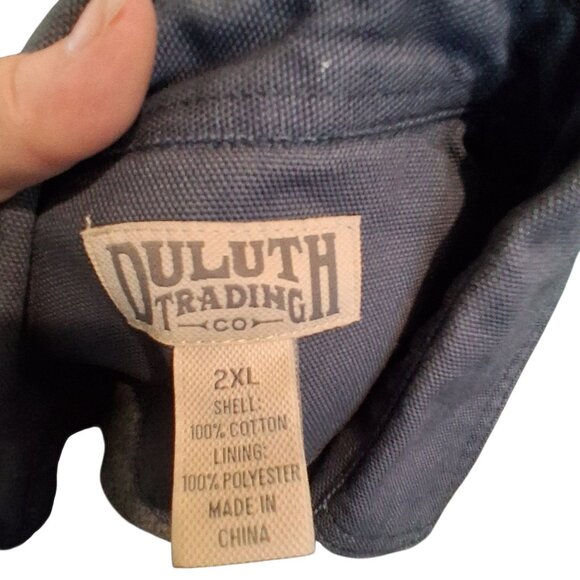 DULUTH
TRADING
CO
2XL
SHELL:
100% COTTON
LINING:
100% POLYESTER
MADE IN
CHINA